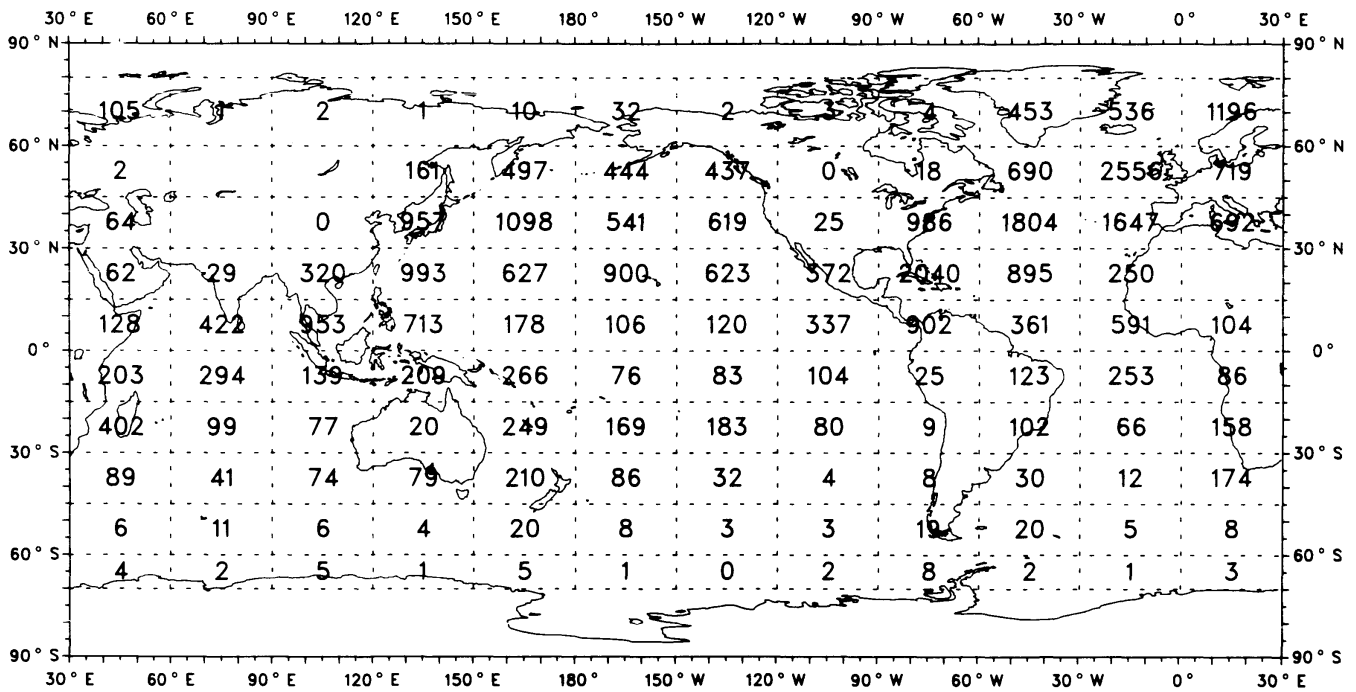 30° E 60° E 90° E 120° E 150° E 180° 150° W 120° W 90° W 60° W 30° W 0° 30° E
90° N 90° N
105 1 2 1 10 32 2 3 4 453 536 1196
60° N 60° N
2 161 497 444 437 0 18 690 2556 719
64 0 957 1098 541 619 25 986 1804 1647 692
30° N 30° N
62 29 320 993 627 900 623 372 2040 895 250
128 422 953 713 178 106 120 337 902 361 591 104
0° 0°
203 294 139 209 266 76 83 104 25 123 253 86
402 99 77 20 249 169 183 80 9 102 66 158
30° S 30° S
89 41 74 79 210 86 32 4 8 30 12 174
6 11 6 4 20 8 3 3 19 20 5 8
60° S 60° S
4 2 5 1 5 1 0 2 8 2 1 3
90° S 90° S
30° E 60° E 90° E 120° E 150° E 180° 150° W 120° W 90° W 60° W 30° W 0° 30° E